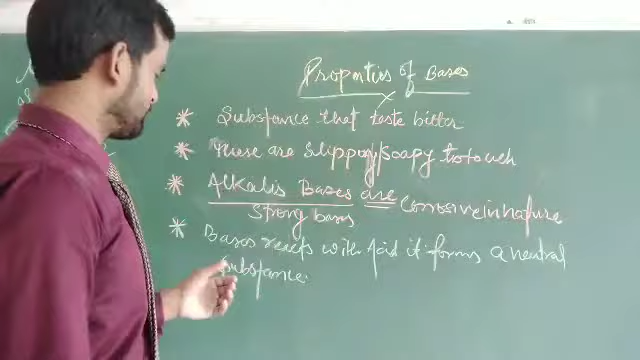 Properties of Bases
* Substance that taste bitter
* These are slippery/soapy to touch
* Alkalis Bases are corrosive in nature
Strong bases
* Bases reacts with acid it forms a neutral
substance.